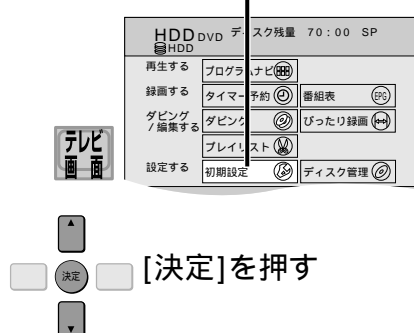 HDD DVD ディスク残量 70:00 SP
HDD
再生する プログラムナビ
録画する タイマー予約 番組表 EPG
ダビング/編集する ダビング ぴったり録画
プレイリスト
設定する 初期設定 ディスク管理
テレビ画面
決定 [決定]を押す